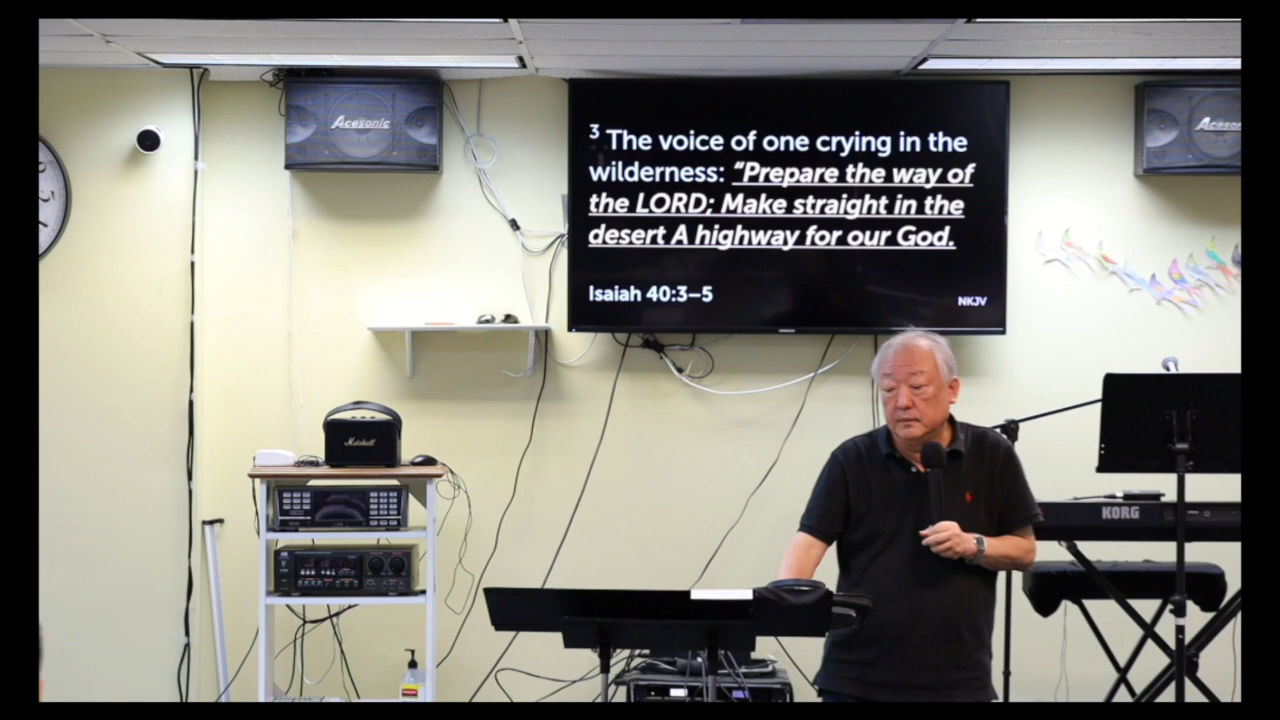 Acesonic
3 The voice of one crying in the
wilderness: “Prepare the way of
the LORD; Make straight in the
desert A highway for our God.
Isaiah 40:3–5
NKJV
Marshall
KORG